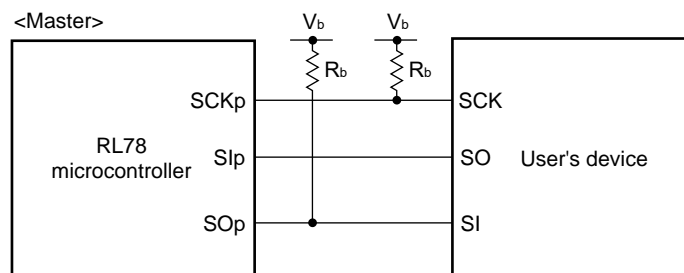 <Master>
Vb
Vb
Rb
Rb
SCKp
SCK
RL78
microcontroller
SIp
SO
User's device
SOp
SI